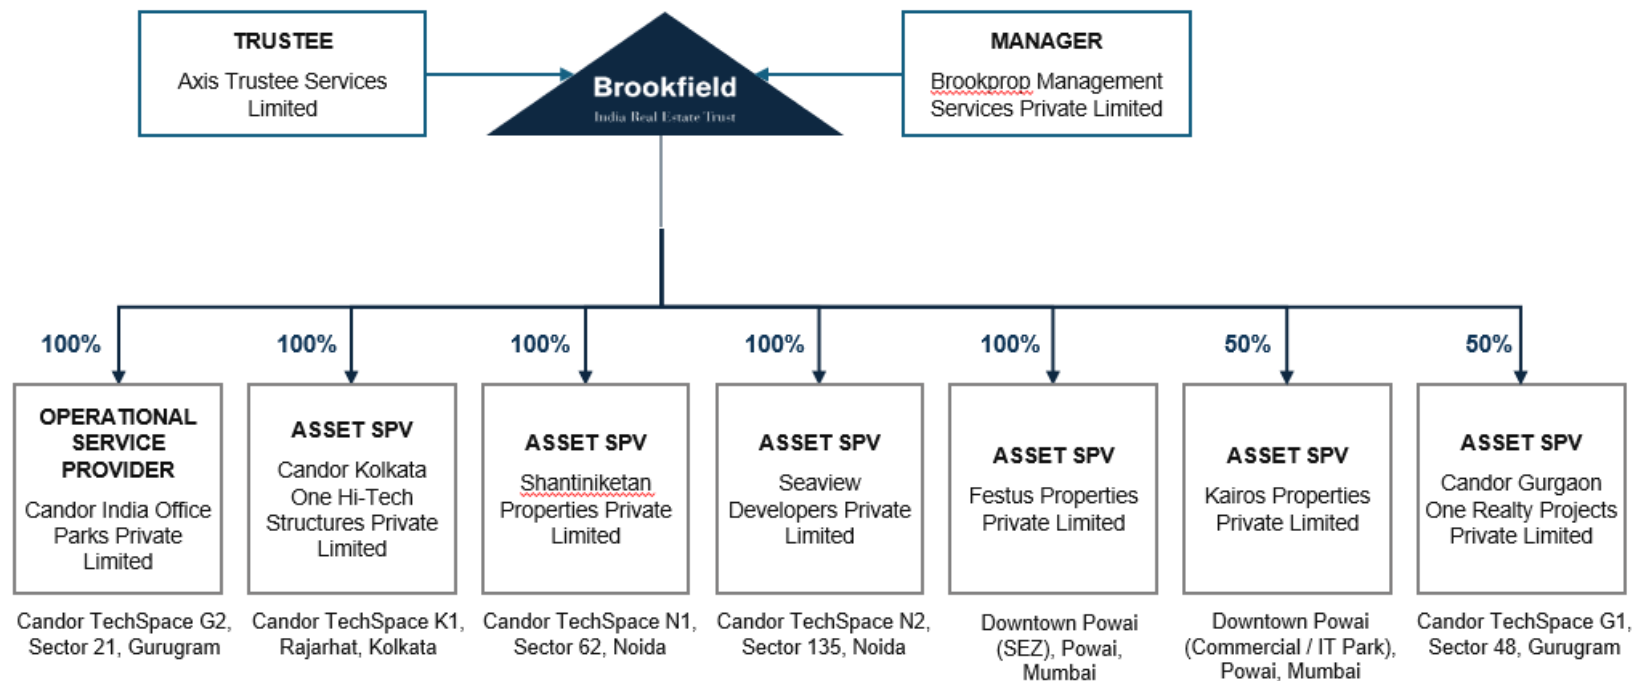 TRUSTEE
Axis Trustee Services
Limited
Brookfield
India Real Estate Trust
MANAGER
Brookprop Management
Services Private Limited
100%
100%
100%
100%
100%
50%
50%
OPERATIONAL
SERVICE
PROVIDER
Candor India Office
Parks Private
Limited
ASSET SPV
Candor Kolkata
One Hi-Tech
Structures Private
Limited
ASSET SPV
Shantiniketan
Properties Private
Limited
ASSET SPV
Seaview
Developers Private
Limited
ASSET SPV
Festus Properties
Private Limited
ASSET SPV
Kairos Properties
Private Limited
ASSET SPV
Candor Gurgaon
One Realty Projects
Private Limited
Candor TechSpace G2,
Sector 21, Gurugram
Candor TechSpace K1,
Rajarhat, Kolkata
Candor TechSpace N1,
Sector 62, Noida
Candor TechSpace N2,
Sector 135, Noida
Downtown Powai
(SEZ), Powai,
Mumbai
Downtown Powai
(Commercial / IT Park),
Powai, Mumbai
Candor TechSpace G1,
Sector 48, Gurugram